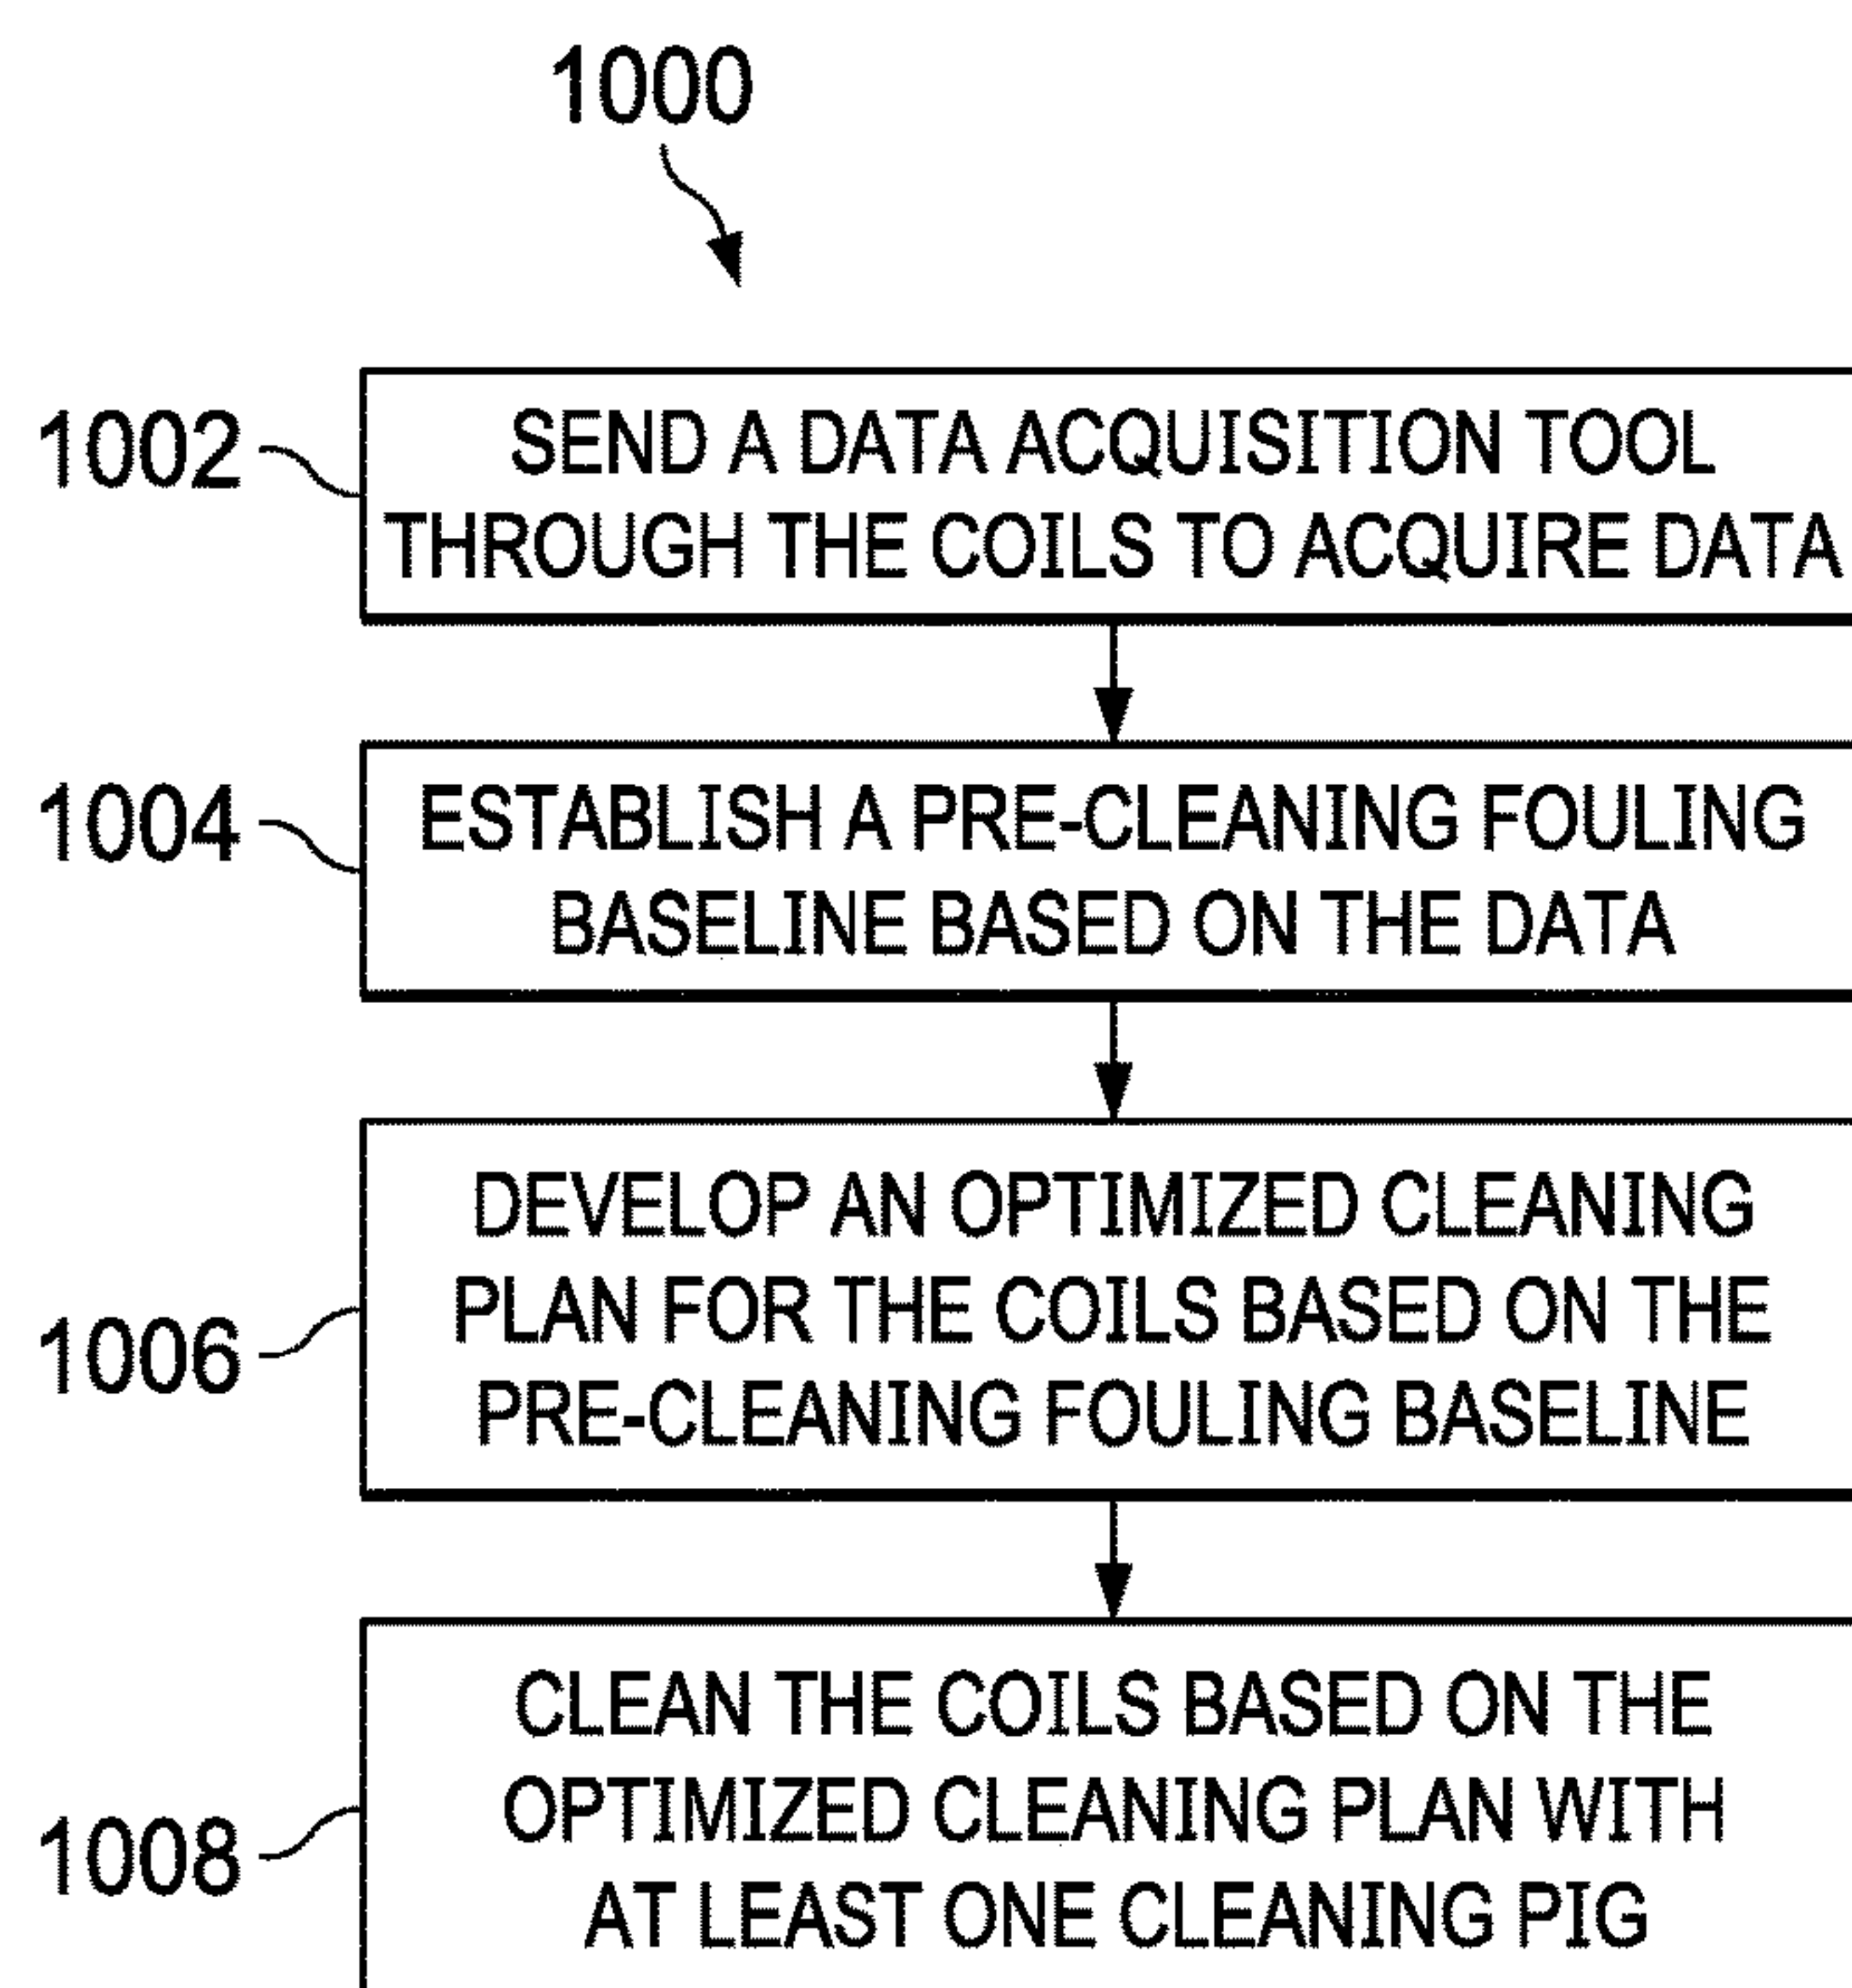 1000
1002
SEND A DATA ACQUISITION TOOL
THROUGH THE COILS TO ACQUIRE DATA
1004
ESTABLISH A PRE-CLEANING FOULING
BASELINE BASED ON THE DATA
1006
DEVELOP AN OPTIMIZED CLEANING
PLAN FOR THE COILS BASED ON THE
PRE-CLEANING FOULING BASELINE
1008
CLEAN THE COILS BASED ON THE
OPTIMIZED CLEANING PLAN WITH
AT LEAST ONE CLEANING PIG